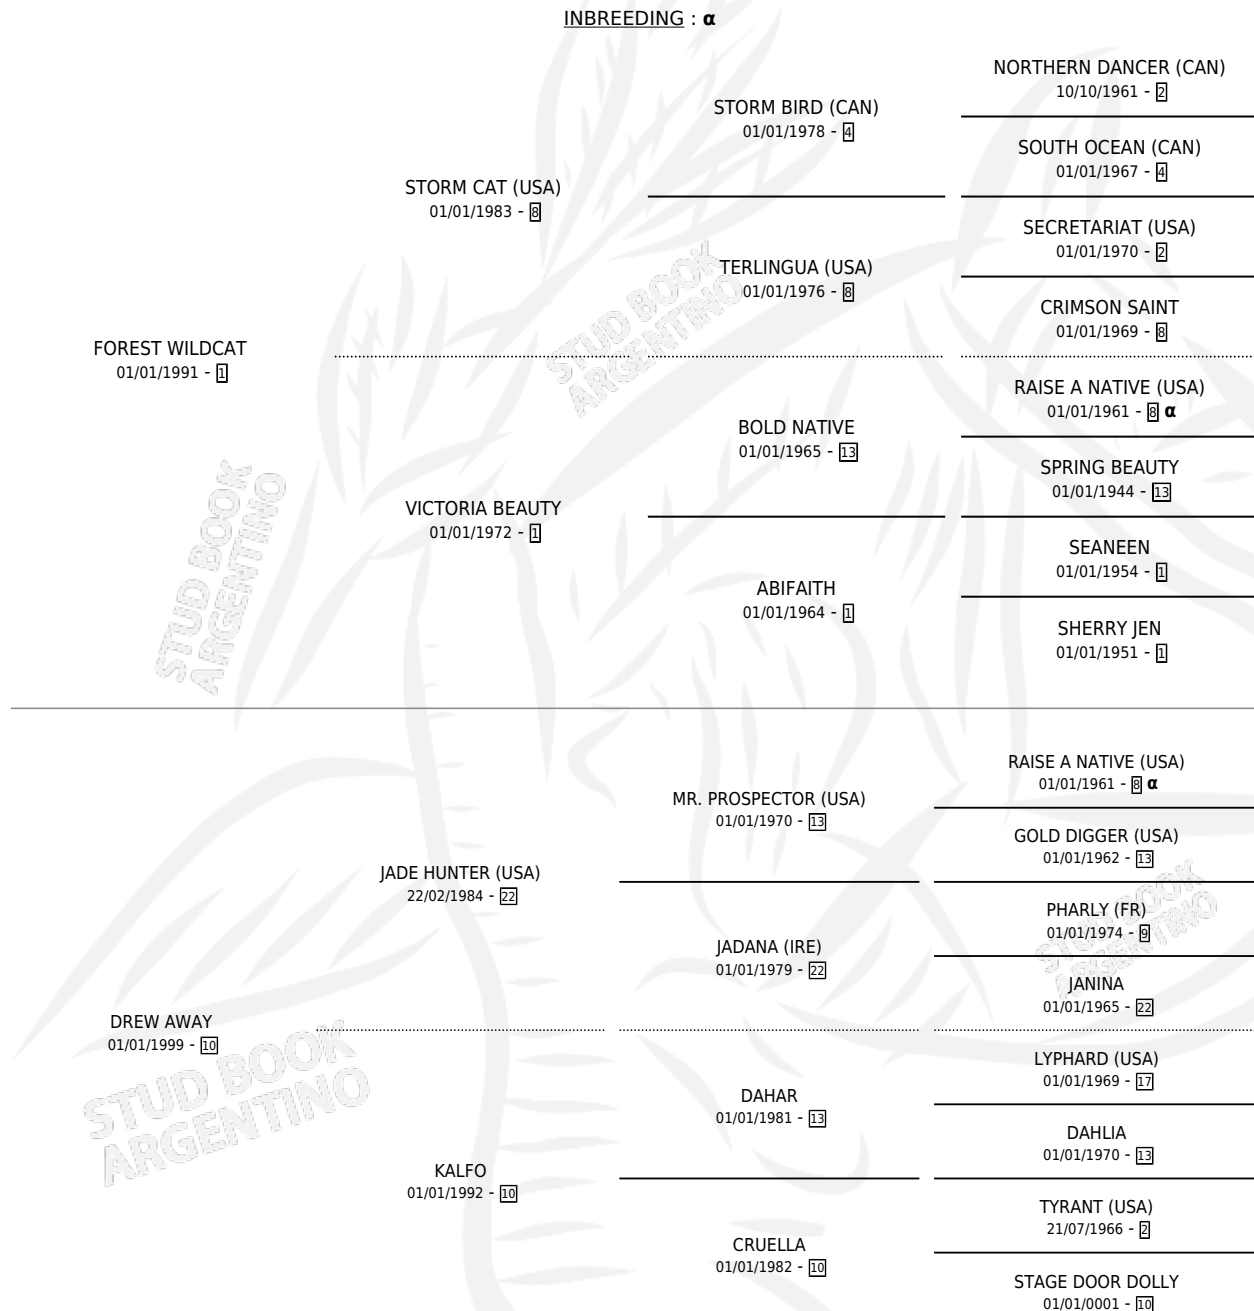 INBREEDING : α
NORTHERN DANCER (CAN)
10/10/1961 - 2
STORM BIRD (CAN)
01/01/1978 - 4
SOUTH OCEAN (CAN)
01/01/1967 - 4
STORM CAT (USA)
01/01/1983 - 8
SECRETARIAT (USA)
01/01/1970 - 2
TERLINGUA (USA)
01/01/1976 - 8
CRIMSON SAINT
01/01/1969 - 8
FOREST WILDCAT
01/01/1991 - 1
RAISE A NATIVE (USA)
01/01/1961 - 8 α
BOLD NATIVE
01/01/1965 - 13
SPRING BEAUTY
01/01/1944 - 13
VICTORIA BEAUTY
01/01/1972 - 1
SEANEEN
01/01/1954 - 1
ABIFAITH
01/01/1964 - 1
SHERRY JEN
01/01/1951 - 1
RAISE A NATIVE (USA)
01/01/1961 - 8 α
MR. PROSPECTOR (USA)
01/01/1970 - 13
GOLD DIGGER (USA)
01/01/1962 - 13
JADE HUNTER (USA)
22/02/1984 - 22
PHARLY (FR)
01/01/1974 - 9
JADANA (IRE)
01/01/1979 - 22
JANINA
01/01/1965 - 22
DREW AWAY
01/01/1999 - 10
LYPHARD (USA)
01/01/1969 - 17
DAHAR
01/01/1981 - 13
DAHLIA
01/01/1970 - 13
KALFO
01/01/1992 - 10
TYRANT (USA)
21/07/1966 - 2
CRUELLA
01/01/1982 - 10
STAGE DOOR DOLLY
01/01/0001 - 10
STUD BOOK
ARGENTINO
STUD BOOK
ARGENTINO
STUD BOOK
ARGENTINO
STUD BOOK
ARGENTINO